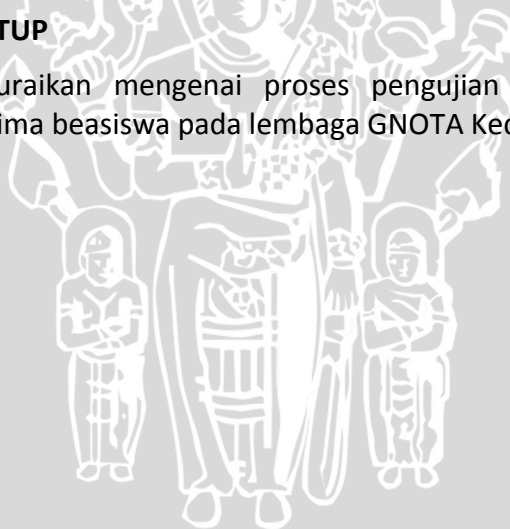 TUP
uraikan mengenai proses pengujian
ima beasiswa pada lembaga GNOTA Ked